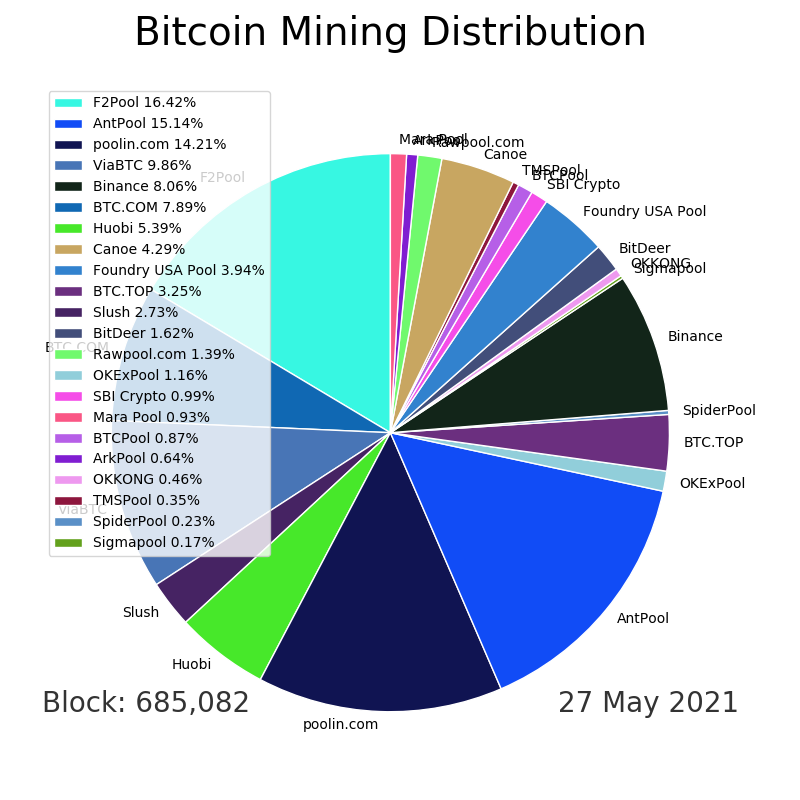 Bitcoin Mining Distribution
F2Pool 16.42%
AntPool 15.14%
poolin.com 14.21%
ViaBTC 9.86%
Binance 8.06%
BTC.COM 7.89%
Huobi 5.39%
Canoe 4.29%
Foundry USA Pool 3.94%
BTC.TOP 3.25%
Slush 2.73%
BitDeer 1.62%
Rawpool.com 1.39%
OKExPool 1.16%
SBI Crypto 0.99%
Mara Pool 0.93%
BTCPool 0.87%
ArkPool 0.64%
OKKONG 0.46%
TMSPool 0.35%
SpiderPool 0.23%
Sigmapool 0.17%
Mara Pool
ArkPool
Rawpool.com
Canoe
TMSPool
BTCPool
SBI Crypto
Foundry USA Pool
BitDeer
OKKONG
Sigmapool
Binance
SpiderPool
BTC.TOP
OKExPool
AntPool
poolin.com
Huobi
Slush
ViaBTC
BTC.COM
F2Pool
Block: 685,082
27 May 2021